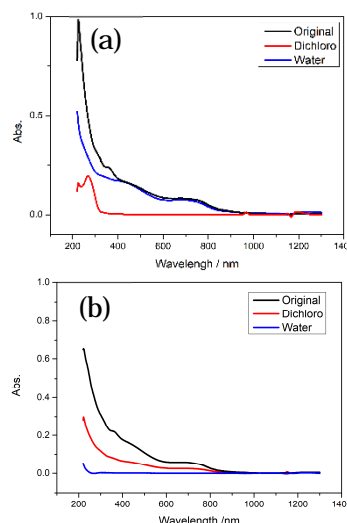 (a)
Original
Dichloro
Water
1.0
0.5
0.0
Abs.
200 400 600 800 1000 1200
Wavelengh / nm
(b)
Original
Dichloro
Water
1.0
0.8
0.6
0.4
0.2
0.0
Abs.
200 400 600 800 1000 1200
Wavelength /nm